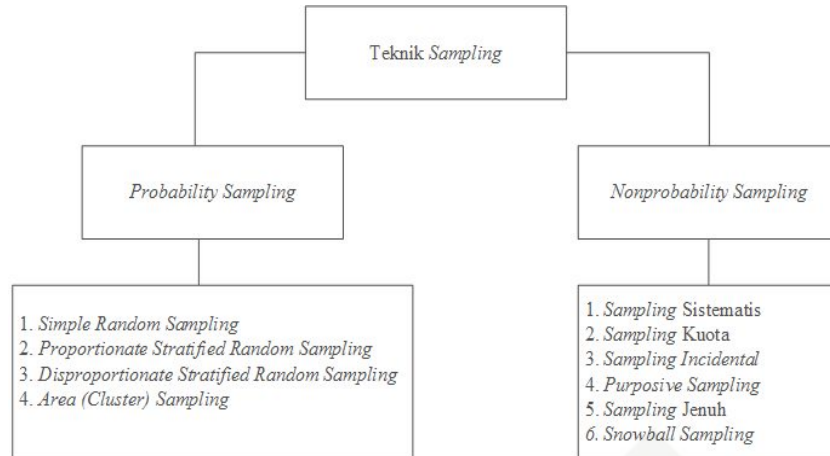 Teknik Sampling
Probability Sampling
Nonprobability Sampling
1. Simple Random Sampling
2. Proportionate Stratified Random Sampling
3. Disproportionate Stratified Random Sampling
4. Area (Cluster) Sampling
1. Sampling Sistematis
2. Sampling Kuota
3. Sampling Incidental
4. Purposive Sampling
5. Sampling Jenuh
6. Snowball Sampling